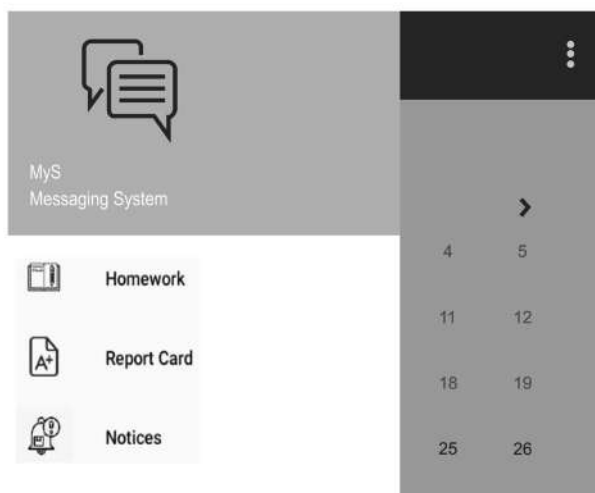 MyS
Messaging System
4 5
Homework
11 12
A+
Report Card
18 19
Notices
25 26